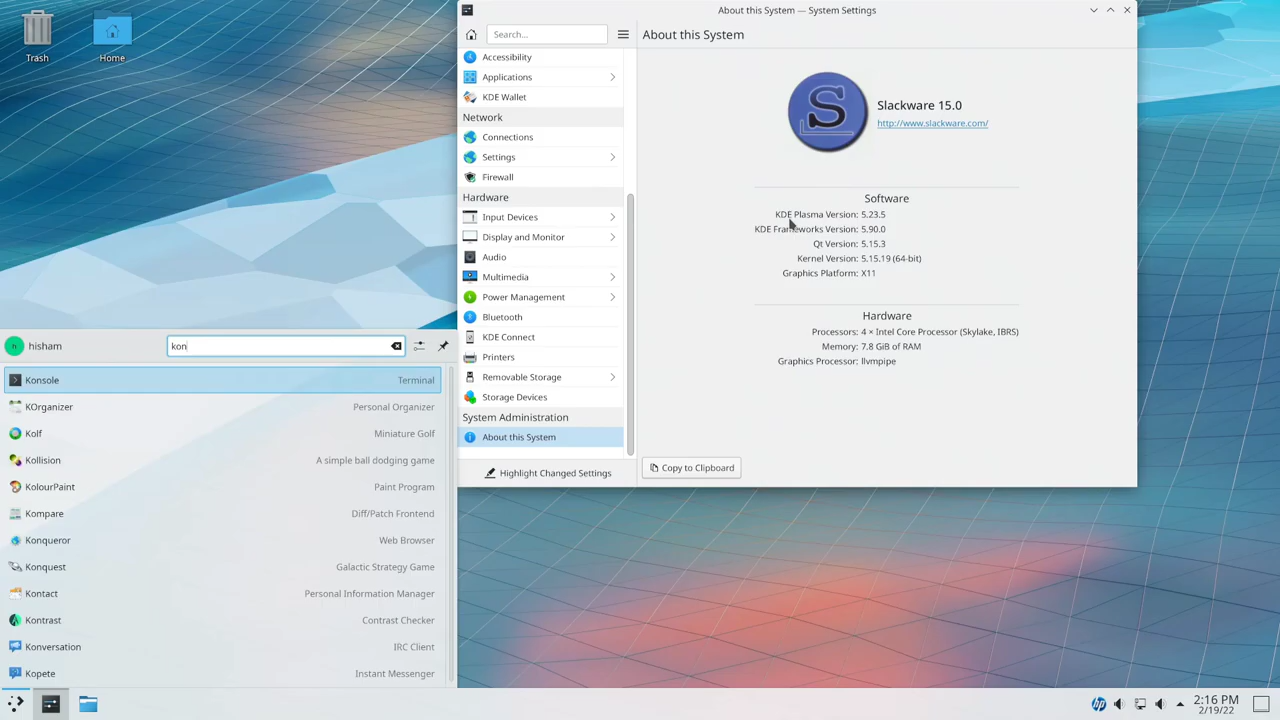 Trash
Home
About this System — System Settings
Search...
About this System
Accessibility
Applications
KDE Wallet
Network
Connections
Settings
Firewall
Hardware
Input Devices
Display and Monitor
Audio
Multimedia
Power Management
Bluetooth
KDE Connect
Printers
Removable Storage
Storage Devices
System Administration
About this System
Highlight Changed Settings
S
Slackware 15.0
http://www.slackware.com/
Software
KDE Plasma Version: 5.23.5
KDE Frameworks Version: 5.90.0
Qt Version: 5.15.3
Kernel Version: 5.15.19 (64-bit)
Graphics Platform: X11
Hardware
Processors: 4 × Intel Core Processor (Skylake, IBRS)
Memory: 7.8 GiB of RAM
Graphics Processor: llvmpipe
Copy to Clipboard
h hisham
kon
Konsole Terminal
KOrganizer Personal Organizer
Kolf Miniature Golf
Kollision A simple ball dodging game
KolourPaint Paint Program
Kompare Diff/Patch Frontend
Konqueror Web Browser
Konquest Galactic Strategy Game
Kontact Personal Information Manager
Kontrast Contrast Checker
Konversation IRC Client
Kopete Instant Messenger
hp
2:16 PM
2/19/22